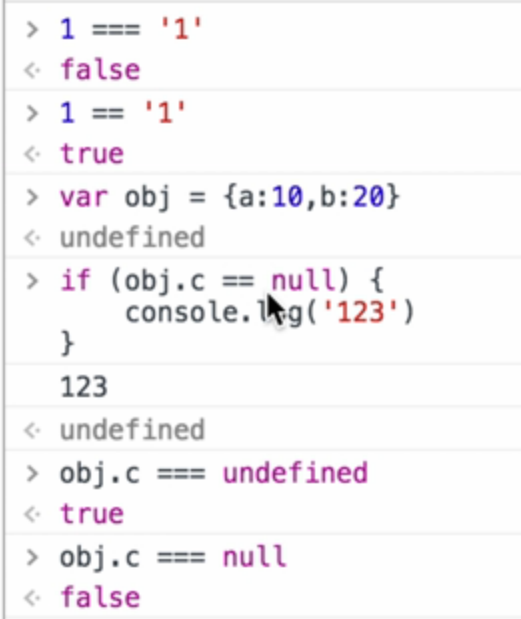 > 1 === '1'
< false
> 1 == '1'
< true
> var obj = {a:10,b:20}
< undefined
> if (obj.c == null) {
console.log('123')
}
123
< undefined
> obj.c === undefined
< true
> obj.c === null
< false